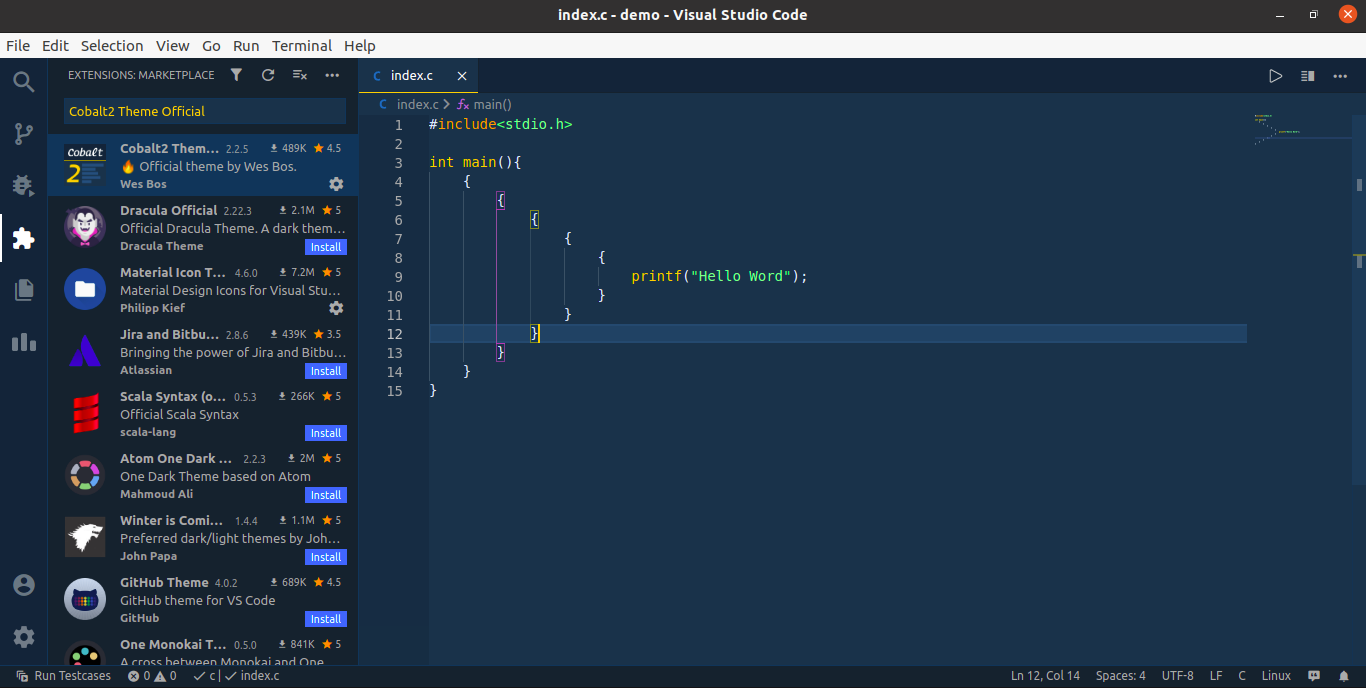 index.c - demo - Visual Studio Code
File Edit Selection View Go Run Terminal Help
EXTENSIONS: MARKETPLACE
Cobalt2 Theme Official
Cobalt
2
Cobalt2 Them... 2.2.5 489K 4.5
Official theme by Wes Bos.
Wes Bos
Dracula Official 2.22.3 2.1M 5
Official Dracula Theme. A dark them...
Dracula Theme Install
Material Icon T... 4.6.0 7.2M 5
Material Design Icons for Visual Stu...
Philipp Kief
Jira and Bitbu... 2.8.6 439K 3.5
Bringing the power of Jira and Bitbu...
Atlassian Install
Scala Syntax (o... 0.5.3 266K 5
Official Scala Syntax
scala-lang Install
Atom One Dark ... 2.2.3 2M 5
One Dark Theme based on Atom
Mahmoud Ali Install
Winter is Comi... 1.4.4 1.1M 5
Preferred dark/light themes by Joh...
John Papa Install
GitHub Theme 4.0.2 689K 4.5
GitHub theme for VS Code
GitHub Install
One Monokai T... 0.5.0 841K 5
A cross between Monokai and One
C index.c
C index.c > main()
1 #include<stdio.h>
2
3 int main(){
4 {
5 {
6 {
7 {
8 {
9 printf("Hello Word");
10 }
11 }
12 }
13 }
14 }
15 }
Run Testcases 0 0 c | index.c Ln 12, Col 14 Spaces: 4 UTF-8 LF C Linux